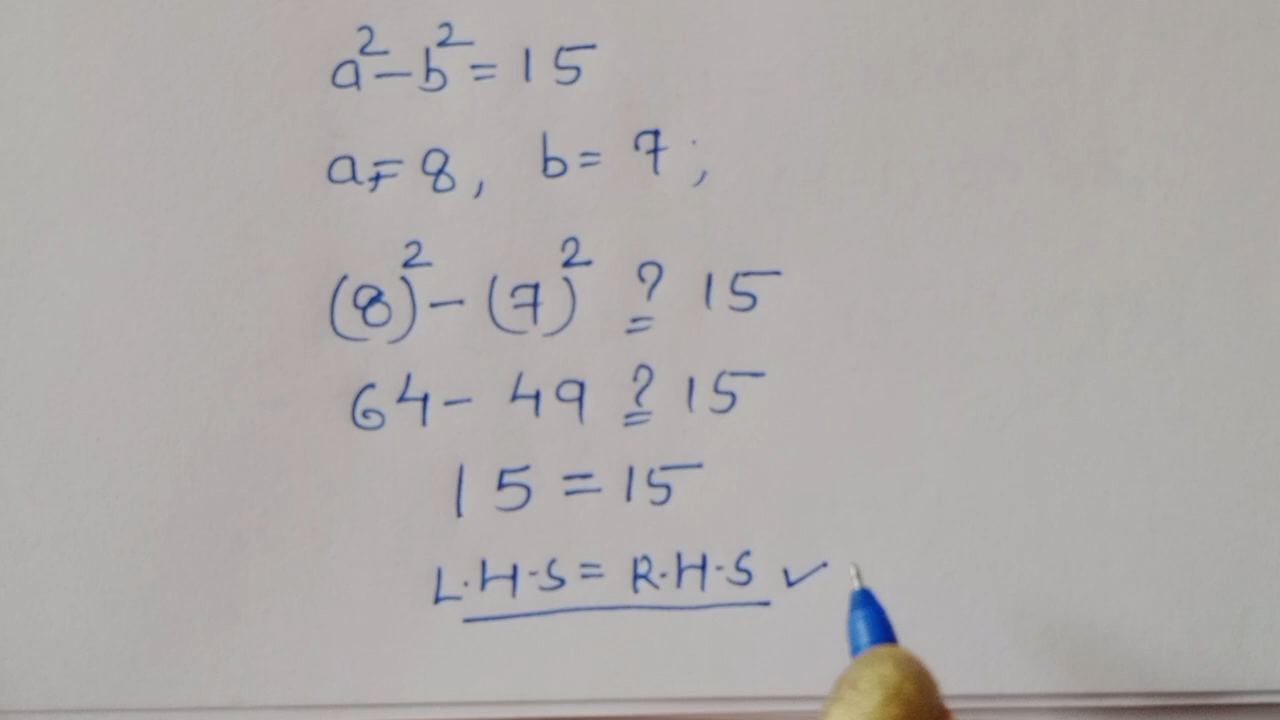 a² - b² = 15
a = 8, b = 7;
(8)² - (7)² ≟ 15
64 - 49 ≟ 15
15 = 15
L.H.S = R.H.S ✓